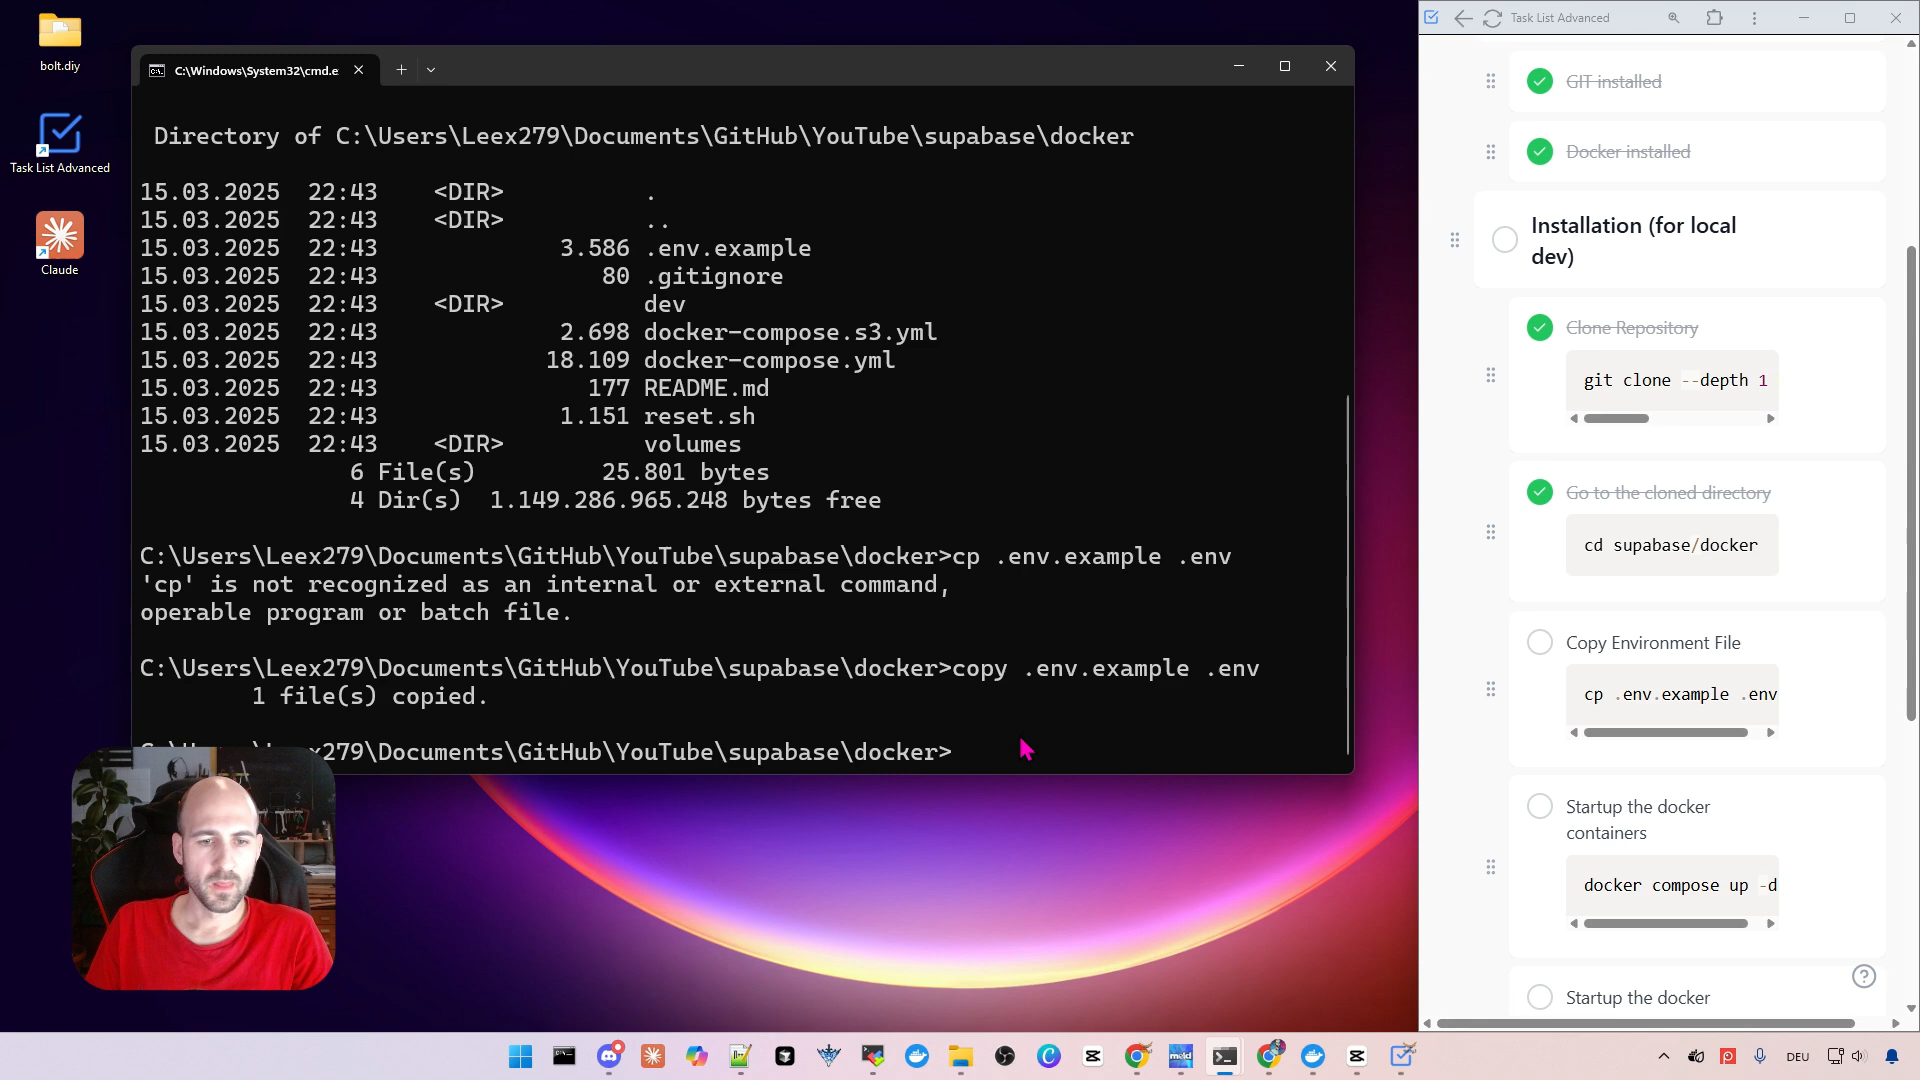 bolt.diy
Task List Advanced
Claude
C:\Windows\System32\cmd.e
Directory of C:\Users\Leex279\Documents\GitHub\YouTube\supabase\docker
15.03.2025  22:43    <DIR>          .
15.03.2025  22:43    <DIR>          ..
15.03.2025  22:43             3.586 .env.example
15.03.2025  22:43                80 .gitignore
15.03.2025  22:43    <DIR>          dev
15.03.2025  22:43             2.698 docker-compose.s3.yml
15.03.2025  22:43            18.109 docker-compose.yml
15.03.2025  22:43               177 README.md
15.03.2025  22:43             1.151 reset.sh
15.03.2025  22:43    <DIR>          volumes
6 File(s)         25.801 bytes
4 Dir(s)  1.149.286.965.248 bytes free
C:\Users\Leex279\Documents\GitHub\YouTube\supabase\docker>cp .env.example .env
'cp' is not recognized as an internal or external command,
operable program or batch file.
C:\Users\Leex279\Documents\GitHub\YouTube\supabase\docker>copy .env.example .env
1 file(s) copied.
x279\Documents\GitHub\YouTube\supabase\docker>
Task List Advanced
GIT installed
Docker installed
Installation (for local
dev)
Clone Repository
git clone --depth 1
Go to the cloned directory
cd supabase/docker
Copy Environment File
cp .env.example .env
Startup the docker
containers
docker compose up -d
Startup the docker
DEU